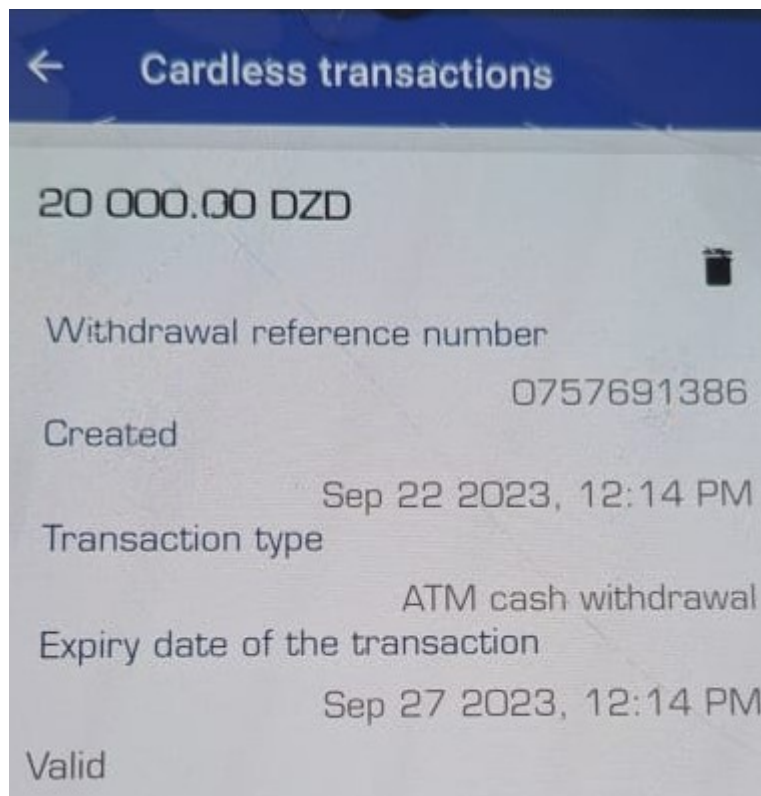 Cardless transactions
20 000.00 DZD
Withdrawal reference number
0757691386
Created
Sep 22 2023, 12:14 PM
Transaction type
ATM cash withdrawal
Expiry date of the transaction
Sep 27 2023, 12:14 PM
Valid